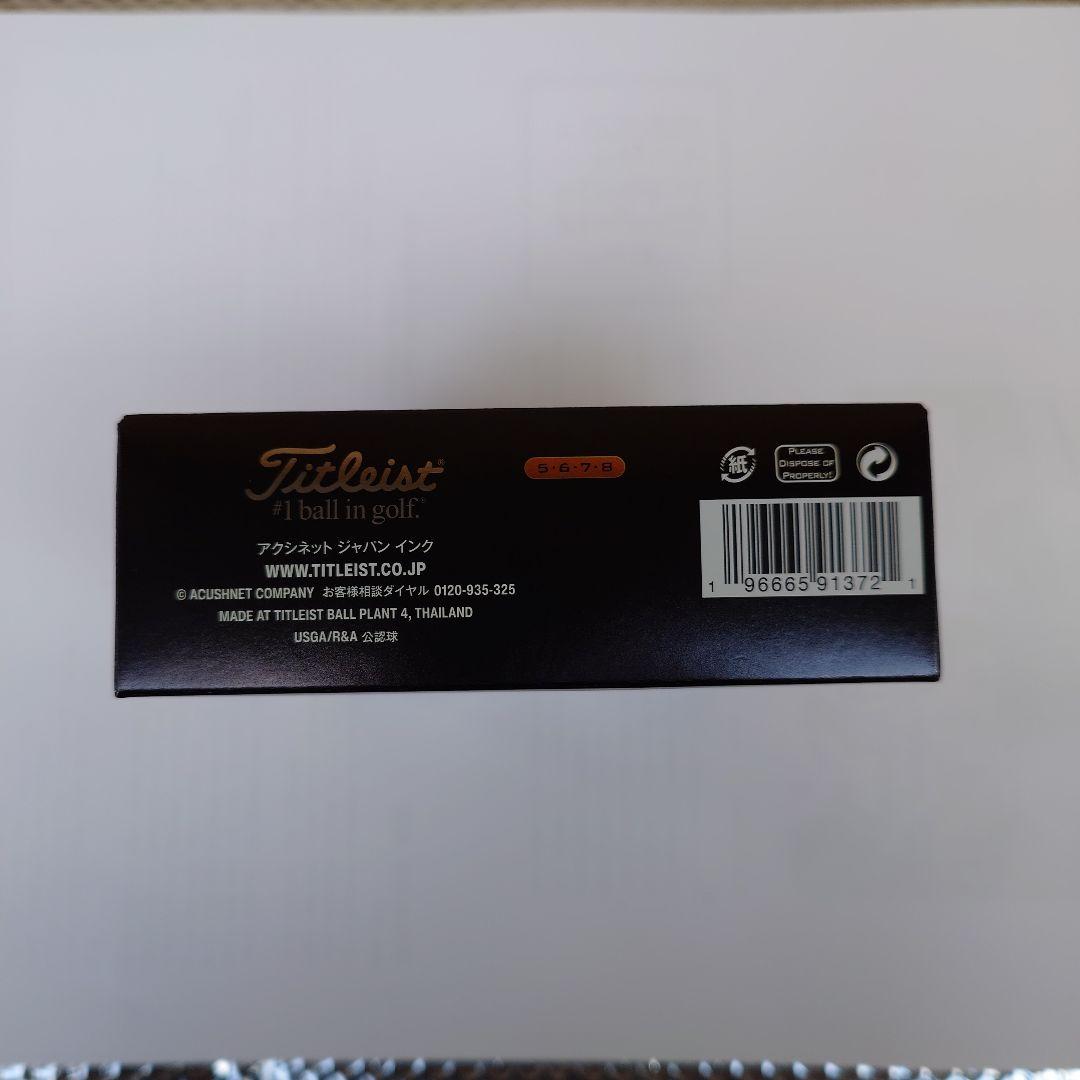 Titleist®
#1 ball in golf.®
アクシネット ジャパン インク
WWW.TITLEIST.CO.JP
© ACUSHNET COMPANY お客様相談ダイヤル 0120-935-325
MADE AT TITLEIST BALL PLANT 4, THAILAND
USGA/R&A 公認球
5・6・7・8
紙
PLEASE
DISPOSE OF
PROPERLY!
1 96665 91372 1